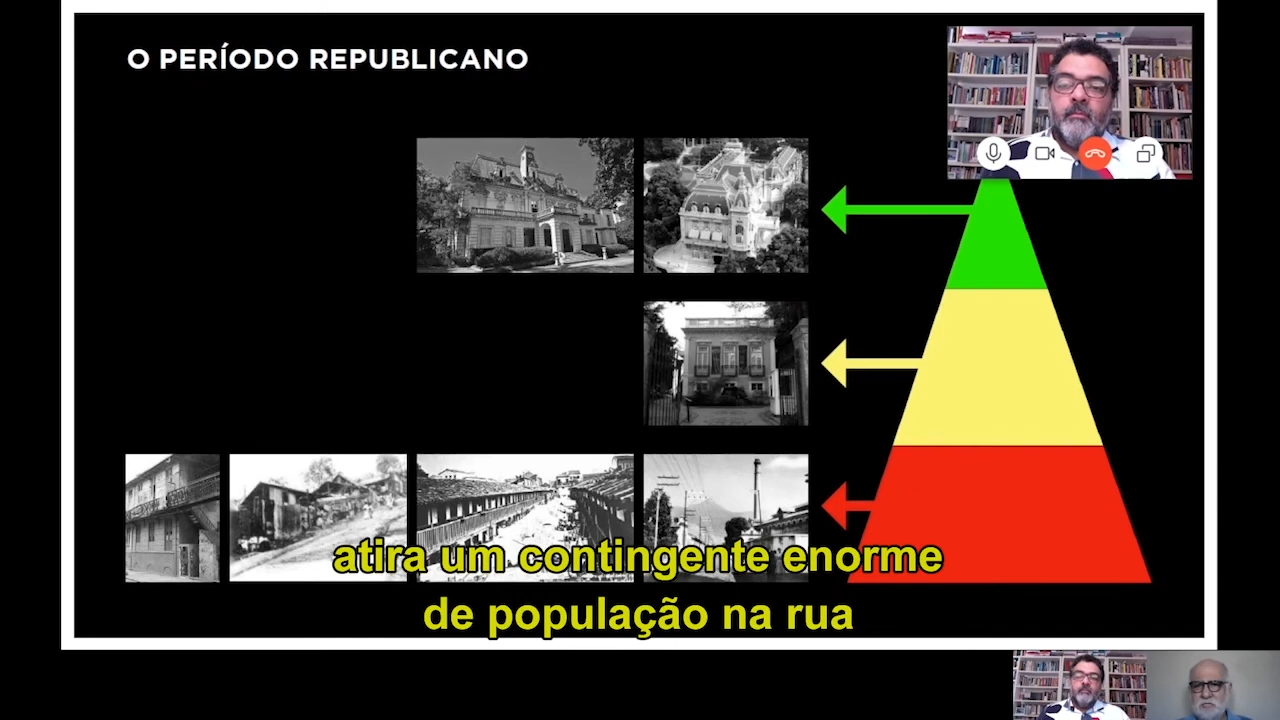 O PERÍODO REPUBLICANO
atira um contingente enorme
de população na rua